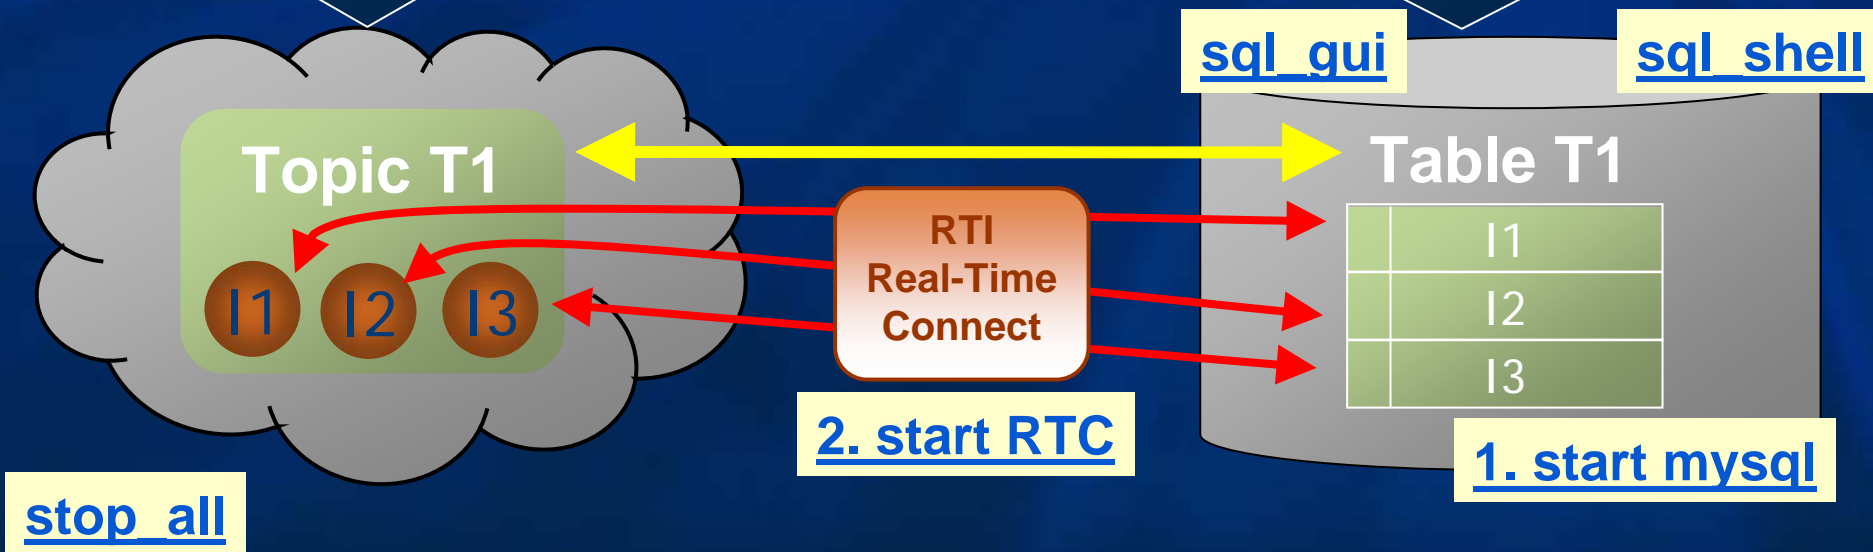 sql_gui
sql_shell
Topic T1
Table T1
RTI
Real-Time
Connect
I1
I2
I3
I1
I2
I3
2. start RTC
1. start mysql
stop_all